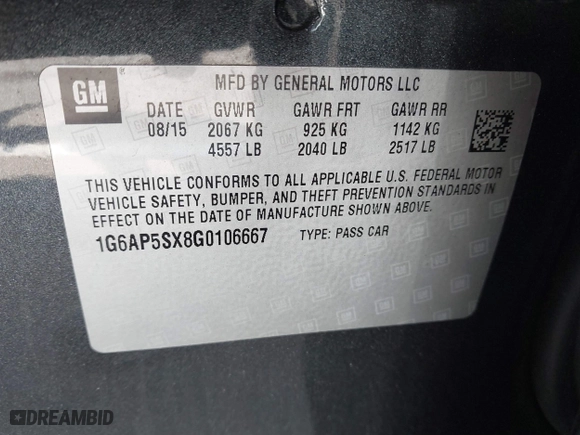 GM
MFD BY GENERAL MOTORS LLC
DATE GVWR GAWR FRT GAWR RR
08/15 2067 KG 925 KG 1142 KG
4557 LB 2040 LB 2517 LB
THIS VEHICLE CONFORMS TO ALL APPLICABLE U.S. FEDERAL MOTOR
VEHICLE SAFETY, BUMPER, AND THEFT PREVENTION STANDARDS IN
EFFECT ON THE DATE OF MANUFACTURE SHOWN ABOVE.
1G6AP5SX8G0106667 TYPE: PASS CAR
DREAMBID